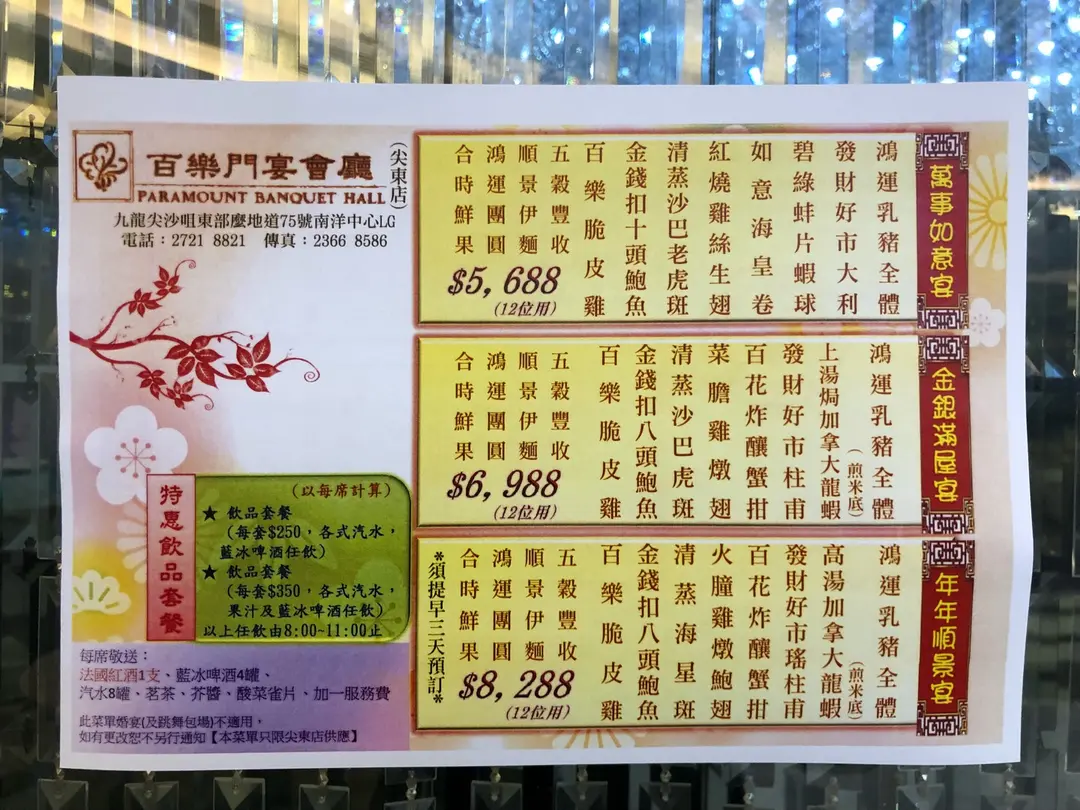 百樂門宴會廳
(尖東店)
PARAMOUNT BANQUET HALL
九龍尖沙咀東部麼地道75號南洋中心LG
電話：2721 8821 傳真：2366 8586
萬事如意宴
鴻運乳豬全體
發財好市大利
碧綠蚌片蝦球
如意海皇卷
紅燒雞絲生翅
清蒸沙巴老虎斑
金錢扣十頭鮑魚
百樂脆皮雞
五穀豐收
順景伊麵
鴻運團圓
合時鮮果
$5,688
(12位用)
金銀滿屋宴
鴻運乳豬全體
上湯焗加拿大龍蝦
(煎米底)
發財好市柱甫
百花炸釀蟹拑
菜膽雞燉翅
清蒸沙巴虎斑
金錢扣八頭鮑魚
百樂脆皮雞
五穀豐收
順景伊麵
鴻運團圓
合時鮮果
$6,988
(12位用)
年年順景宴
鴻運乳豬全體
高湯加拿大龍蝦
(煎米底)
發財好市瑤柱甫
百花炸釀蟹拑
火瞳雞燉鮑翅
清蒸海星斑
金錢扣八頭鮑魚
百樂脆皮雞
五穀豐收
順景伊麵
鴻運團圓
合時鮮果
*須提早三天預訂*
$8,288
(12位用)
特惠飲品套餐
(以每席計算)
★ 飲品套餐
(每套$250，各式汽水，
藍冰啤酒任飲)
★ 飲品套餐
(每套$350，各式汽水，
果汁及藍冰啤酒任飲)
以上任飲由8:00~11:00止
每席敬送：
法國紅酒1支、藍冰啤酒4罐、
汽水8罐、茗茶、芥醬、酸菜雀片、加一服務費
此菜單婚宴(及跳舞包場)不適用，
如有更改恕不另行通知【本菜單只限尖東店供應】